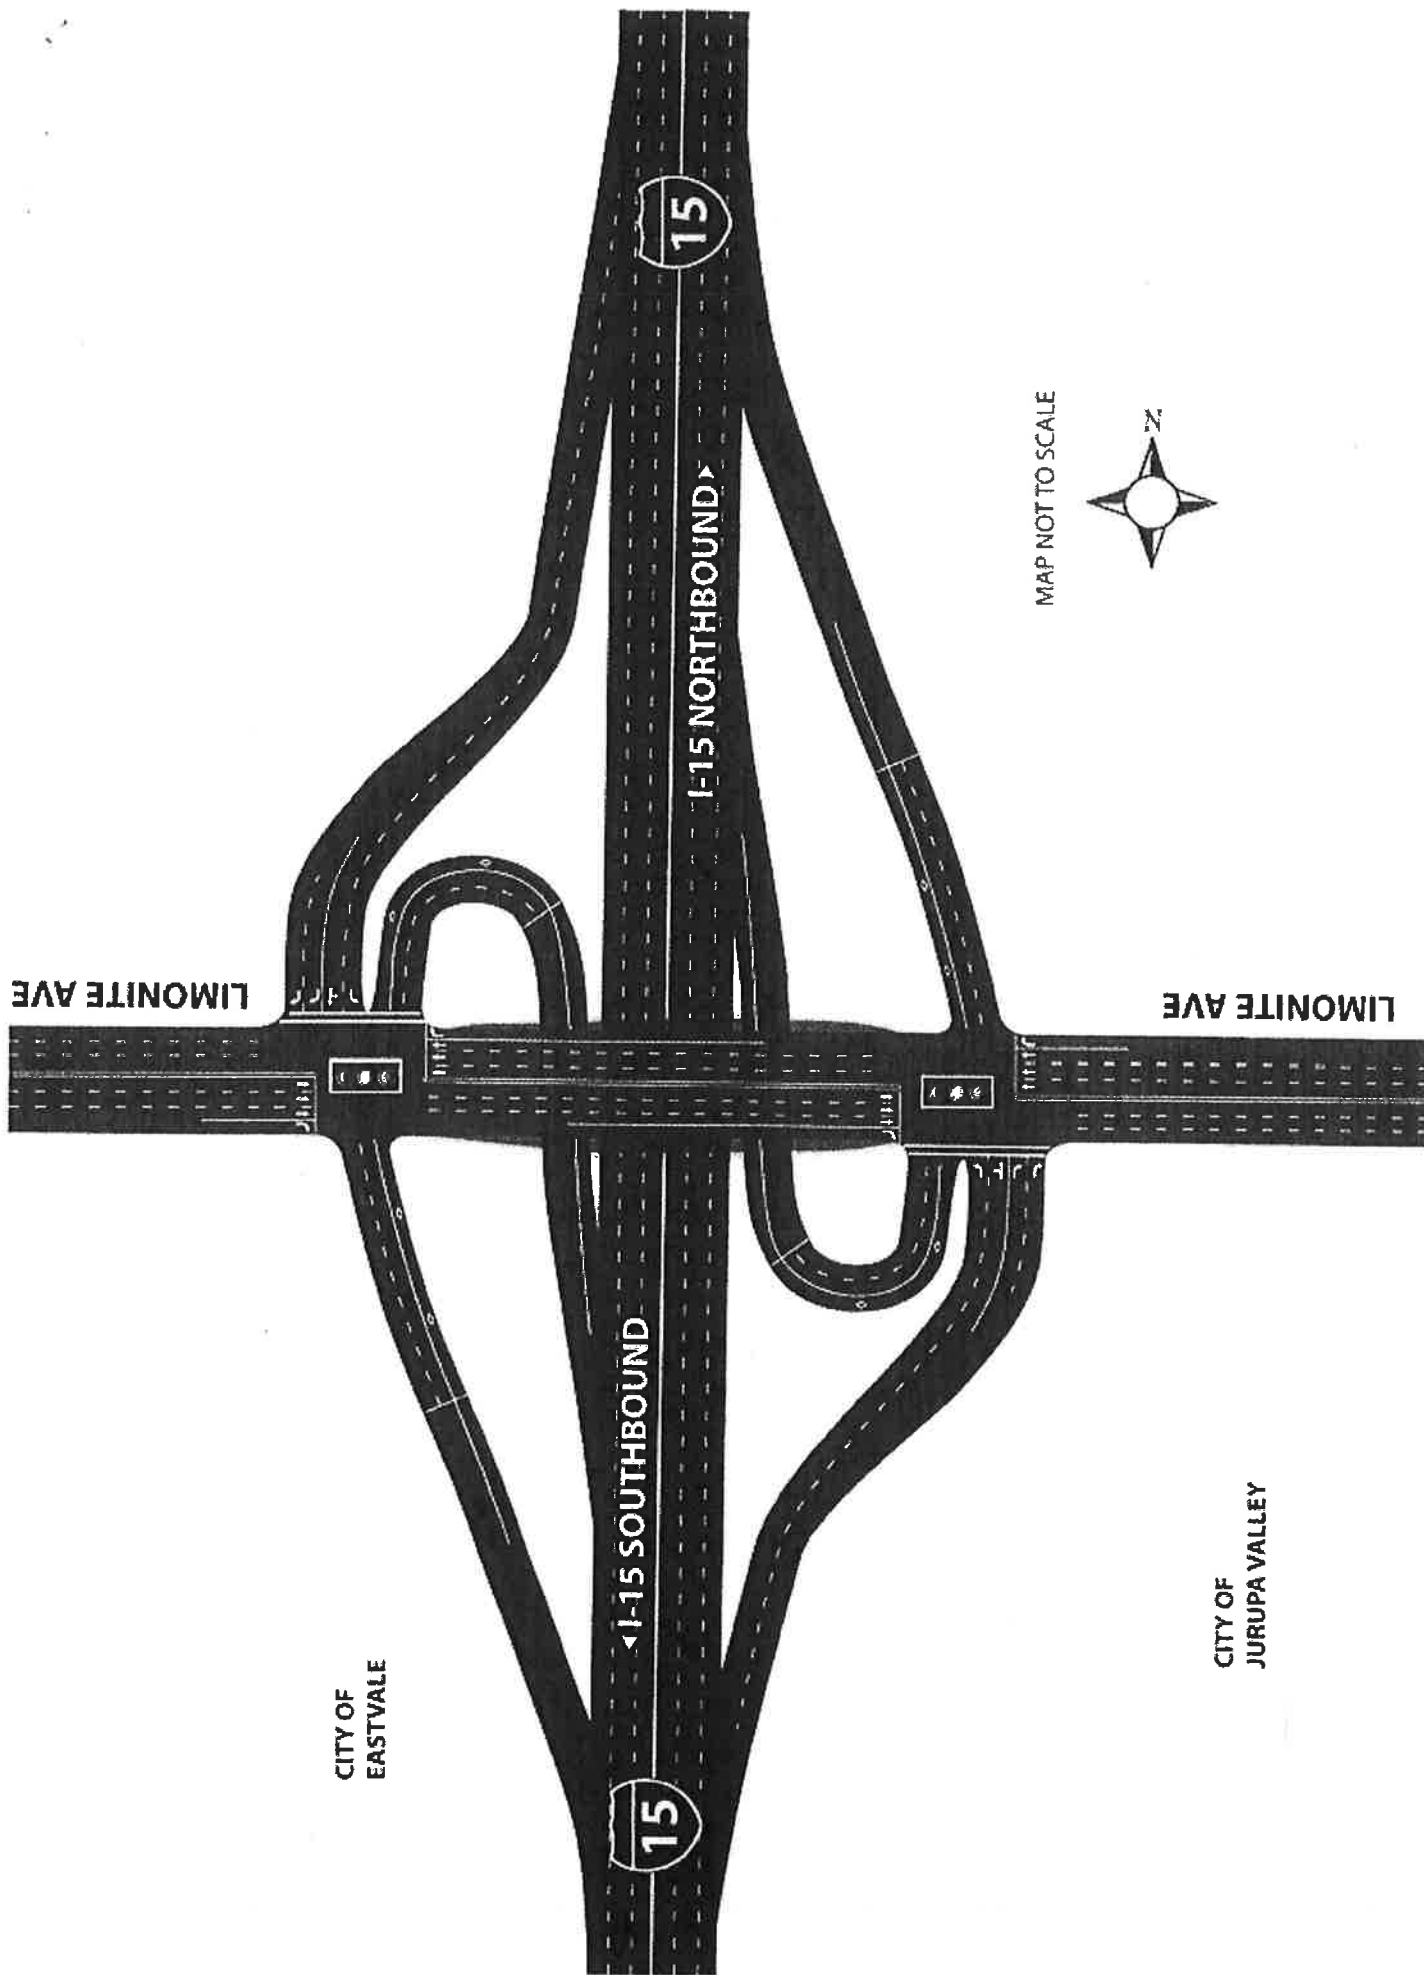 LIMONITE AVE
15
I-15 NORTHBOUND
MAP NOT TO SCALE
N
LIMONITE AVE
I-15 SOUTHBOUND
15
CITY OF
EASTVALE
CITY OF
JURUPA VALLEY